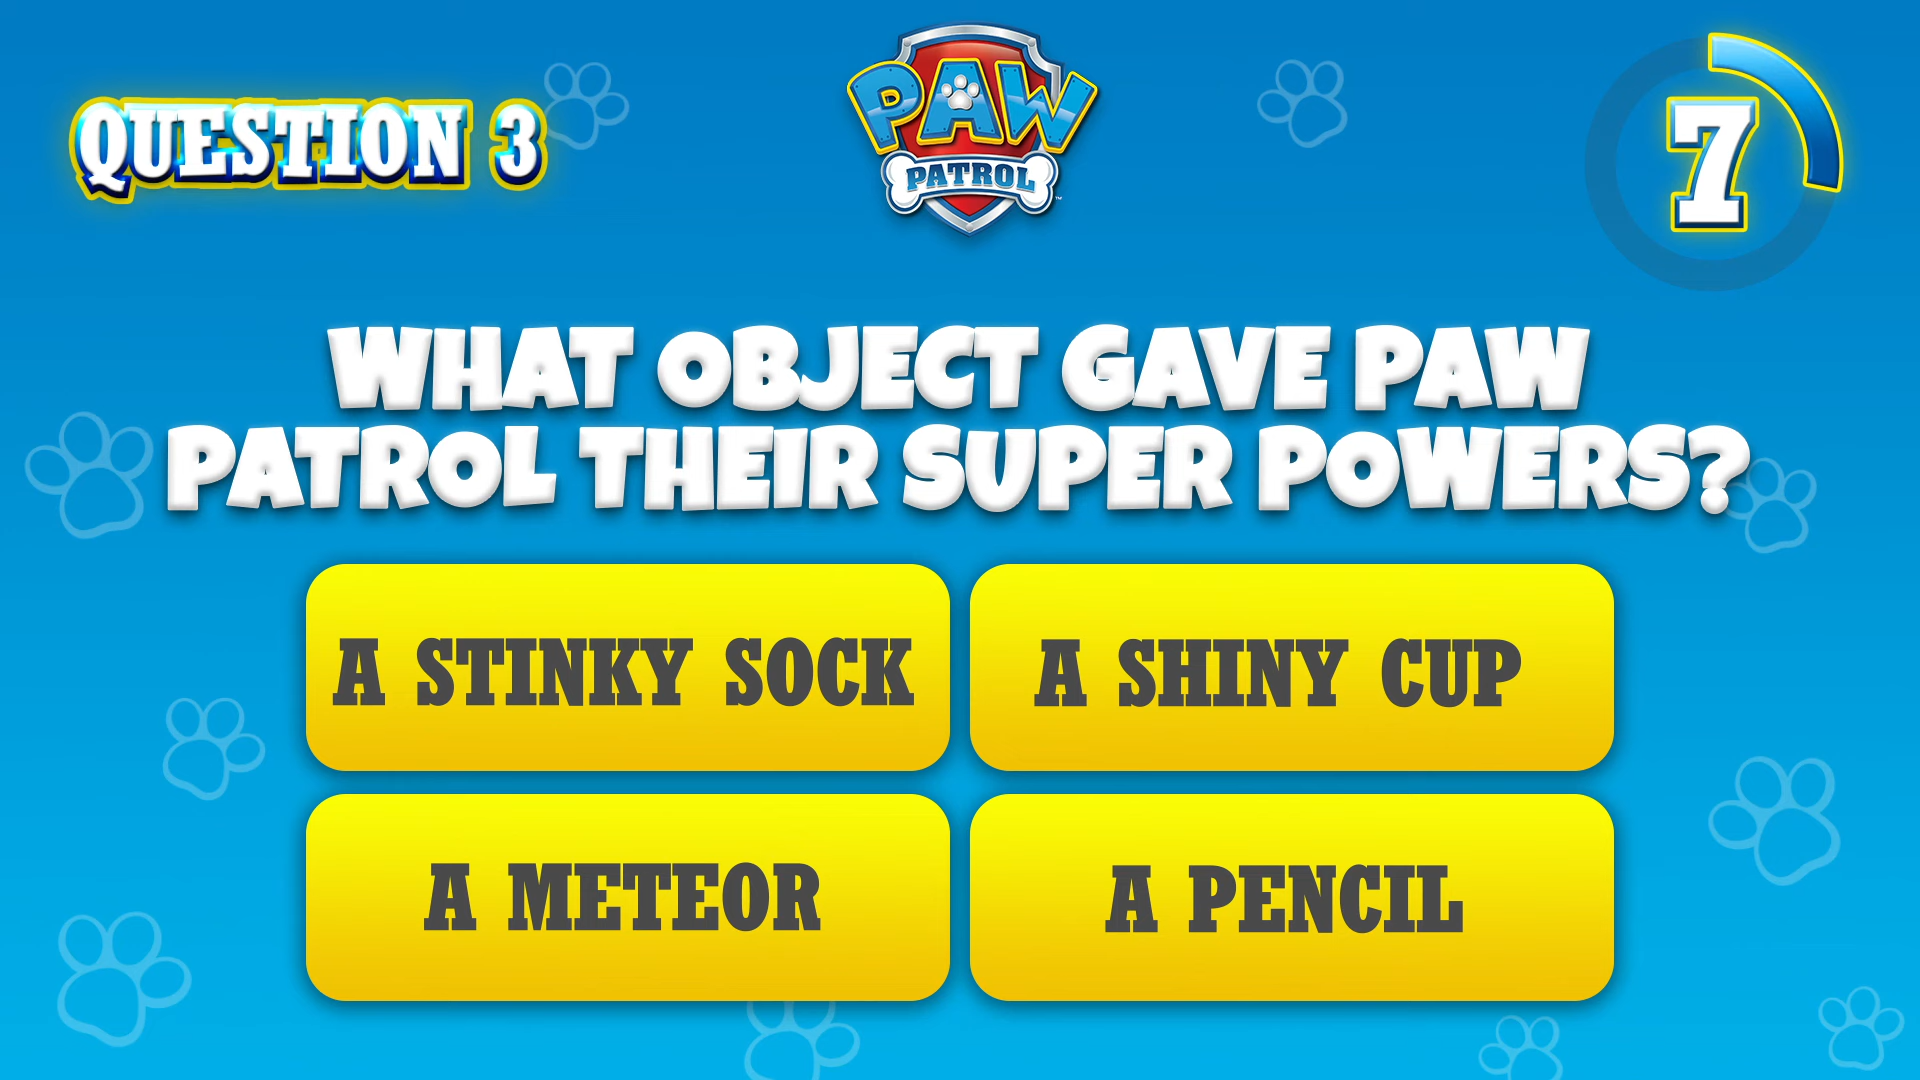 QUESTION 3
PAW
PATROL
TM
7
WHAT OBJECT GAVE PAW
PATROL THEIR SUPER POWERS?
A STINKY SOCK
A SHINY CUP
A METEOR
A PENCIL